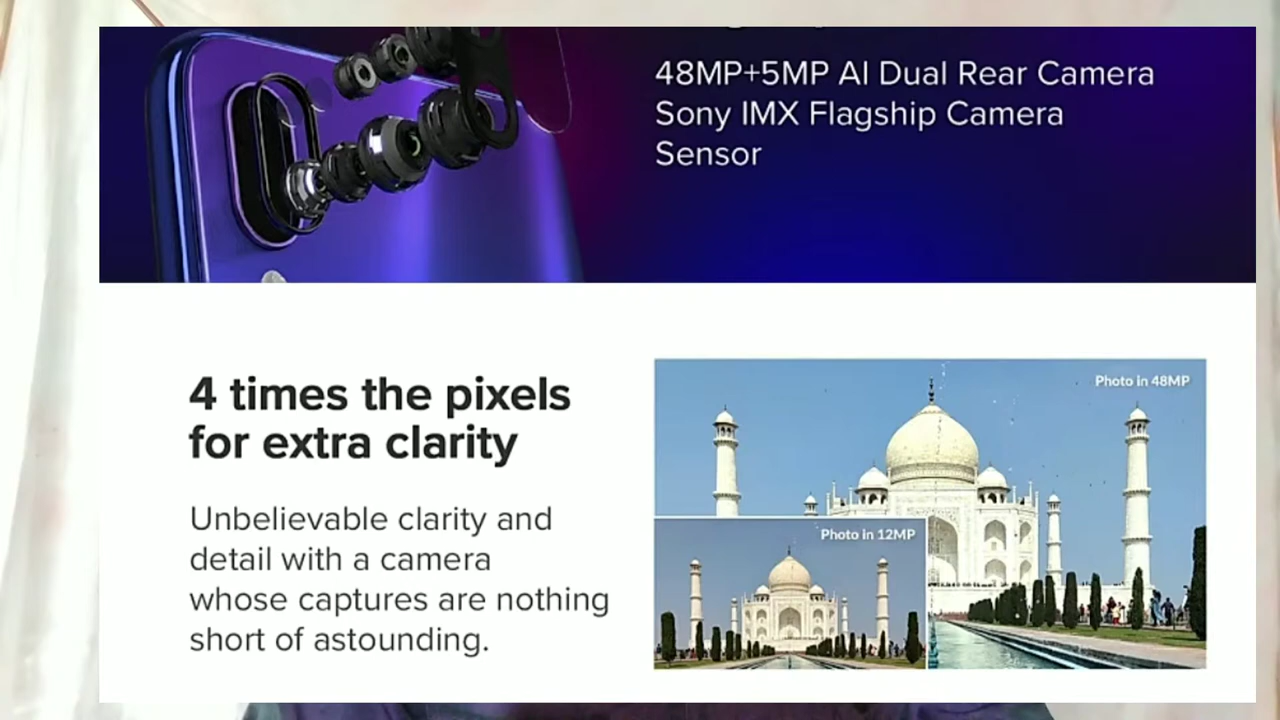 48MP+5MP AI Dual Rear Camera
Sony IMX Flagship Camera
Sensor
4 times the pixels
for extra clarity
Unbelievable clarity and
detail with a camera
whose captures are nothing
short of astounding.
Photo in 48MP
Photo in 12MP